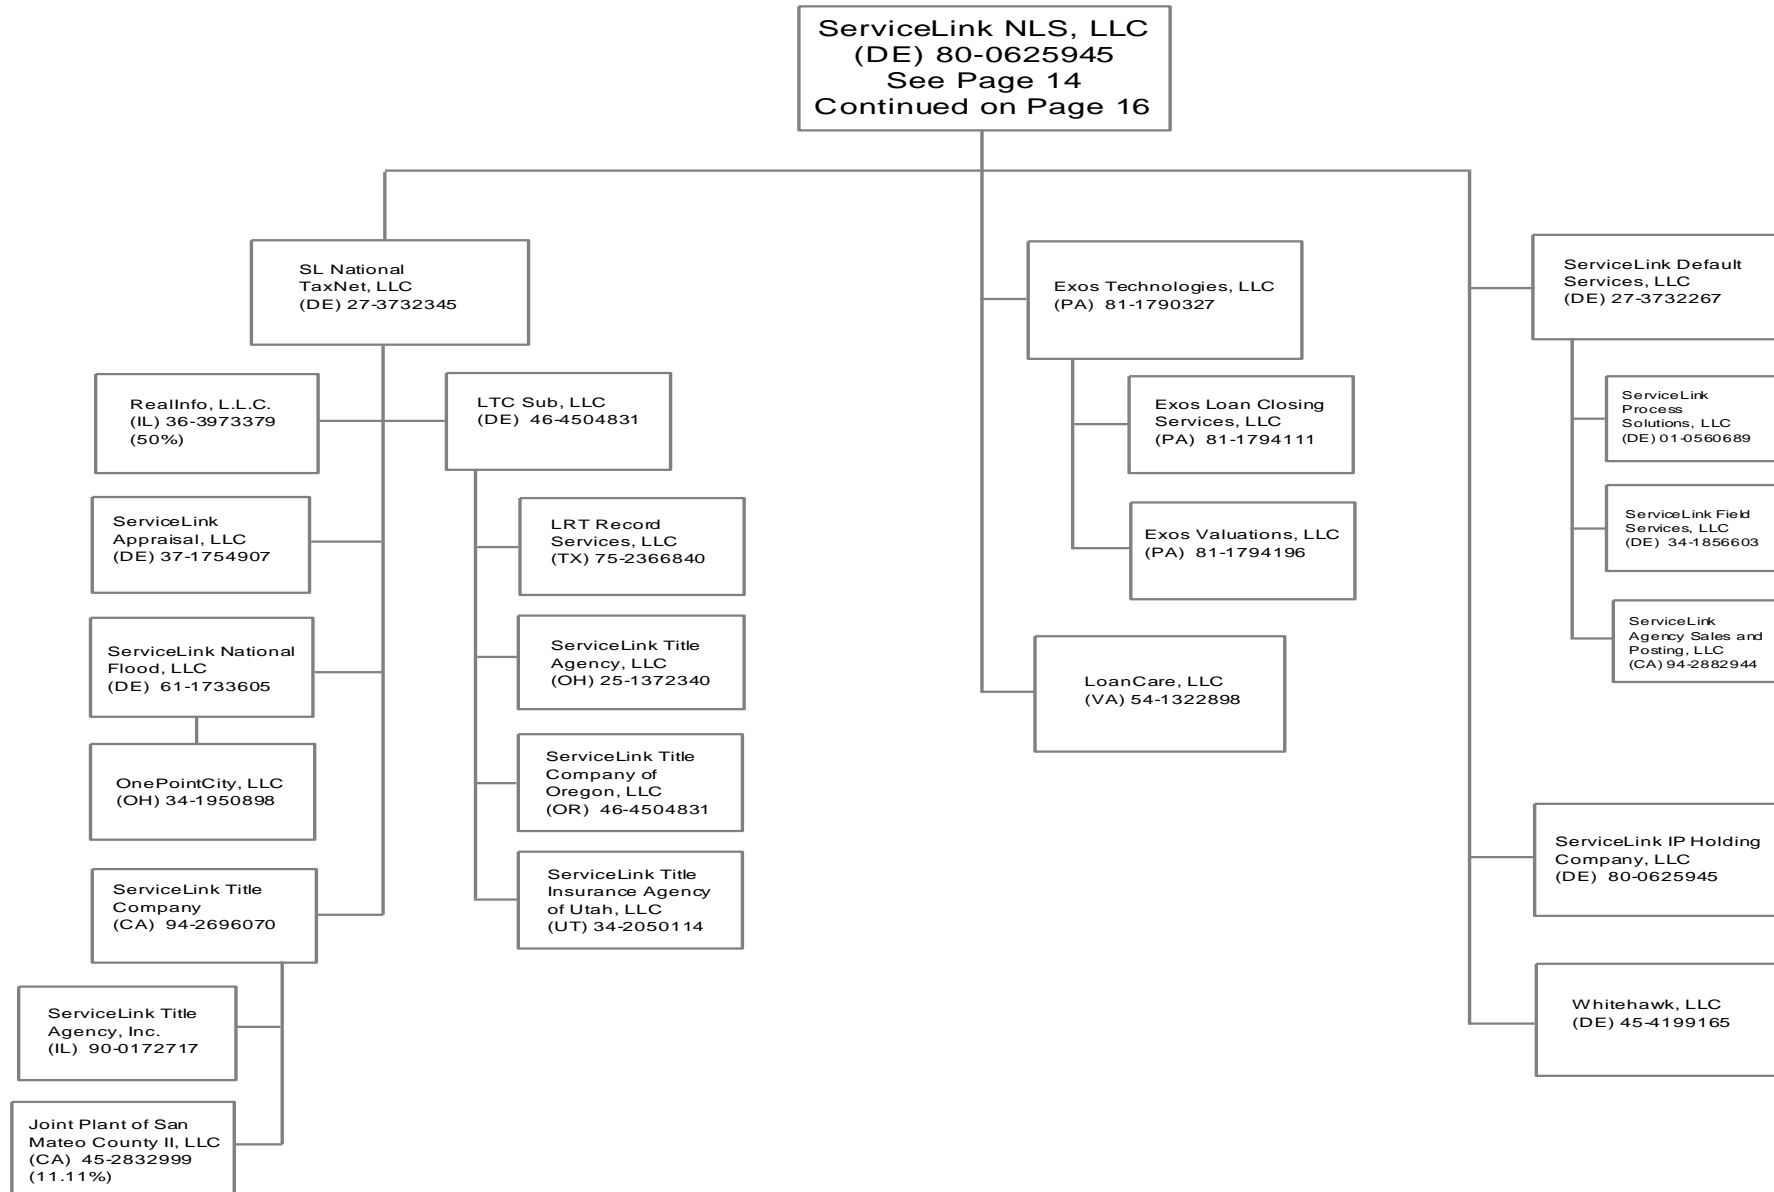 ServiceLink NLS, LLC
(DE) 80-0625945
See Page 14
Continued on Page 16
SL National
TaxNet, LLC
(DE) 27-3732345
RealInfo, L.L.C.
(IL) 36-3973379
(50%)
LTC Sub, LLC
(DE) 46-4504831
ServiceLink
Appraisal, LLC
(DE) 37-1754907
LRT Record
Services, LLC
(TX) 75-2366840
ServiceLink National
Flood, LLC
(DE) 61-1733605
ServiceLink Title
Agency, LLC
(OH) 25-1372340
OnePointCity, LLC
(OH) 34-1950898
ServiceLink Title
Company of
Oregon, LLC
(OR) 46-4504831
ServiceLink Title
Company
(CA) 94-2696070
ServiceLink Title
Insurance Agency
of Utah, LLC
(UT) 34-2050114
ServiceLink Title
Agency, Inc.
(IL) 90-0172717
Joint Plant of San
Mateo County II, LLC
(CA) 45-2832999
(11.11%)
Exos Technologies, LLC
(PA) 81-1790327
Exos Loan Closing
Services, LLC
(PA) 81-1794111
Exos Valuations, LLC
(PA) 81-1794196
LoanCare, LLC
(VA) 54-1322898
ServiceLink Default
Services, LLC
(DE) 27-3732267
ServiceLink
Process
Solutions, LLC
(DE) 01-0560689
ServiceLink Field
Services, LLC
(DE) 34-1856603
ServiceLink
Agency Sales and
Posting, LLC
(CA) 94-2882944
ServiceLink IP Holding
Company, LLC
(DE) 80-0625945
Whitehawk, LLC
(DE) 45-4199165